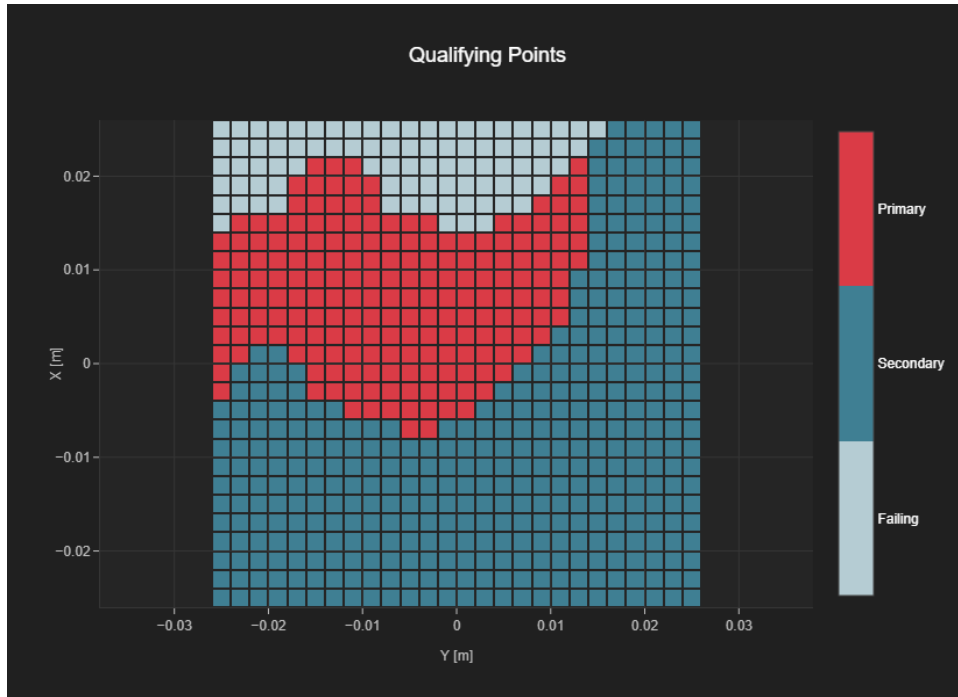 Qualifying Points
X [m]
0.02
0.01
0
−0.01
−0.02
−0.03
−0.02
−0.01
0
0.01
0.02
0.03
Y [m]
Primary
Secondary
Failing